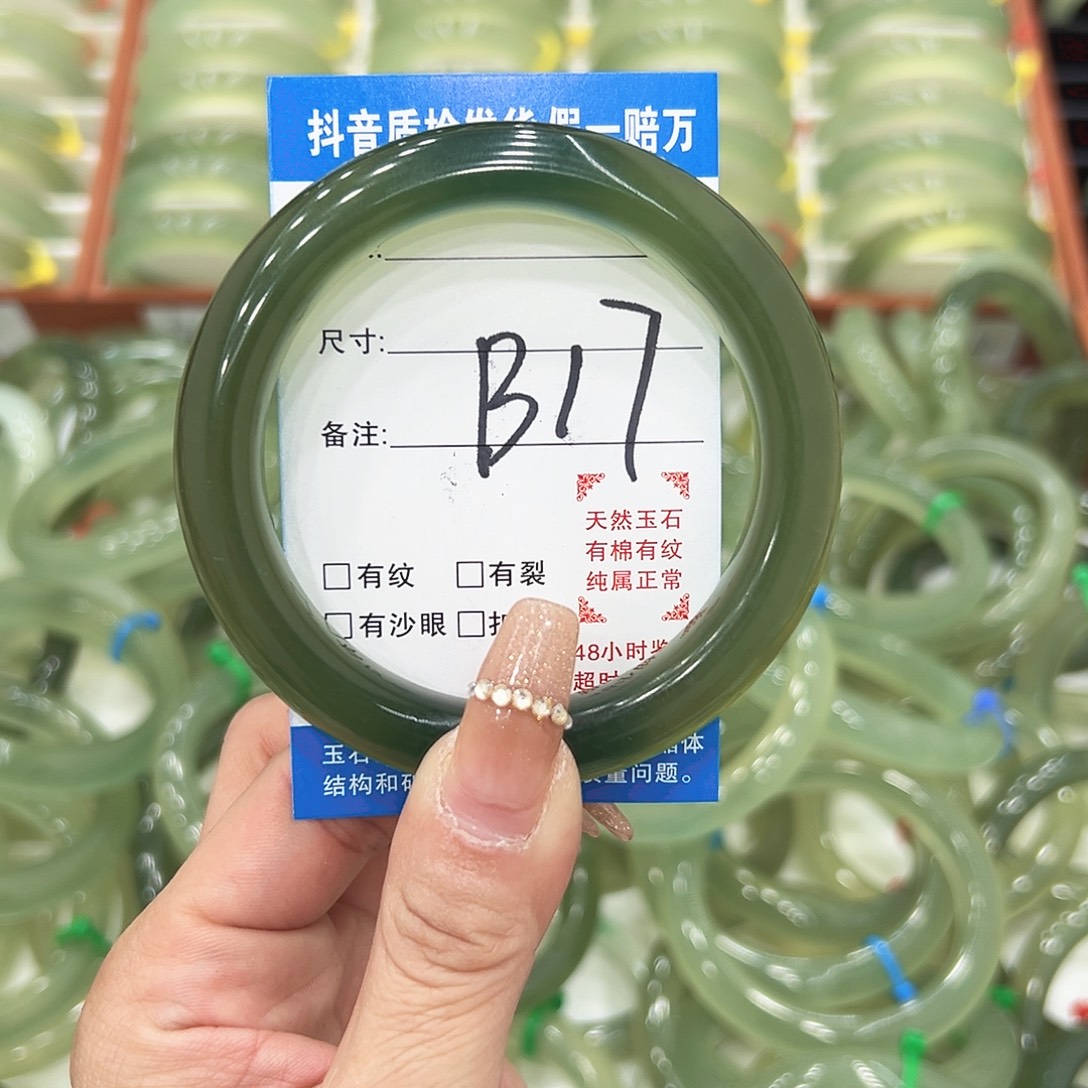 抖音质检发货 假一赔万
尺寸:
备注:
B17
天然玉石
有棉有纹
纯属正常
□有纹 □有裂
□有沙眼 □
48小时
超时
玉石
体
结构和 质量问题。